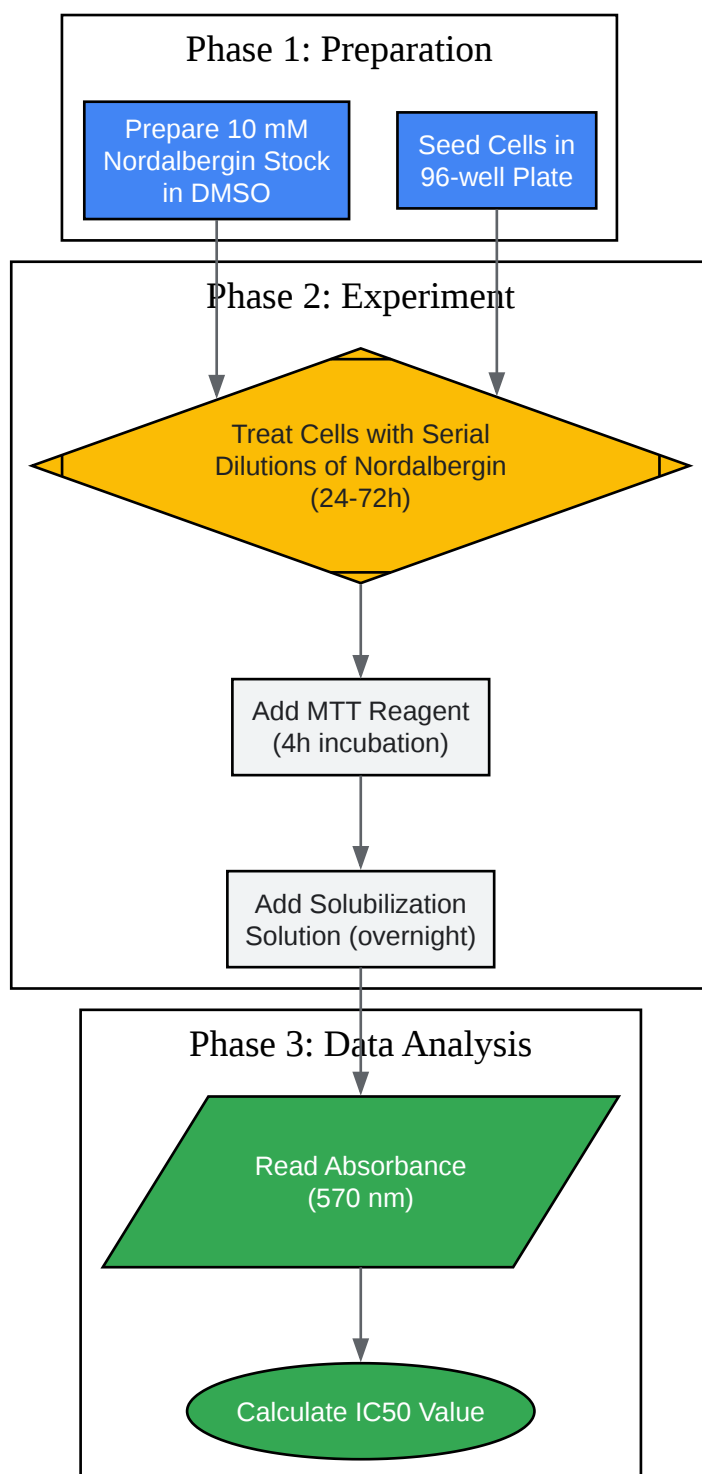 Phase 1: Preparation
Prepare 10 mM
Nordalbergin Stock
in DMSO
Seed Cells in
96-well Plate
Phase 2: Experiment
Treat Cells with Serial
Dilutions of Nordalbergin
(24-72h)
Add MTT Reagent
(4h incubation)
Add Solubilization
Solution (overnight)
Phase 3: Data Analysis
Read Absorbance
(570 nm)
Calculate IC50 Value